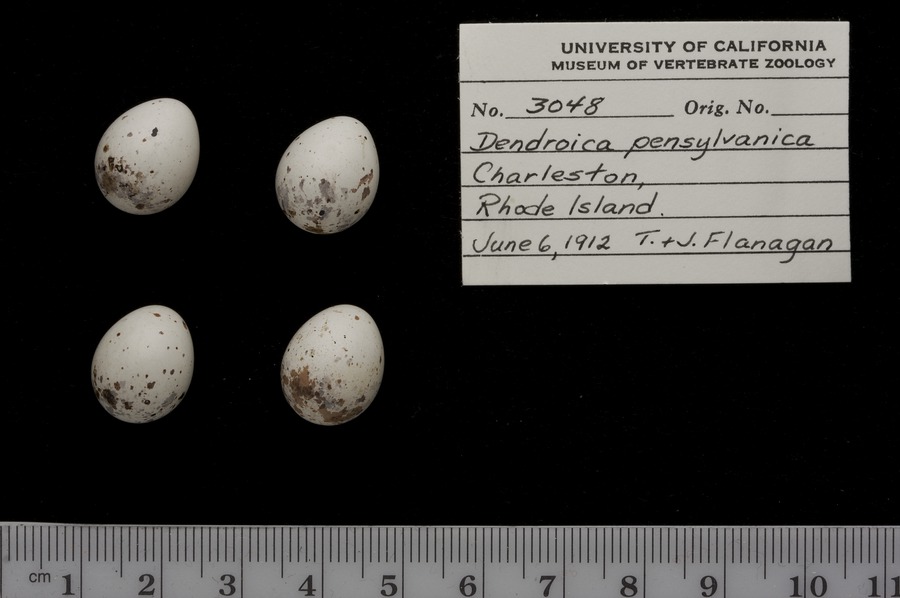 UNIVERSITY OF CALIFORNIA
MUSEUM OF VERTEBRATE ZOOLOGY
No. 3048 Orig. No.
Dendroica pensylvanica
Charleston,
Rhode Island.
June 6, 1912 T. + J. Flanagan
cm 1 2 3 4 5 6 7 8 9 10 11